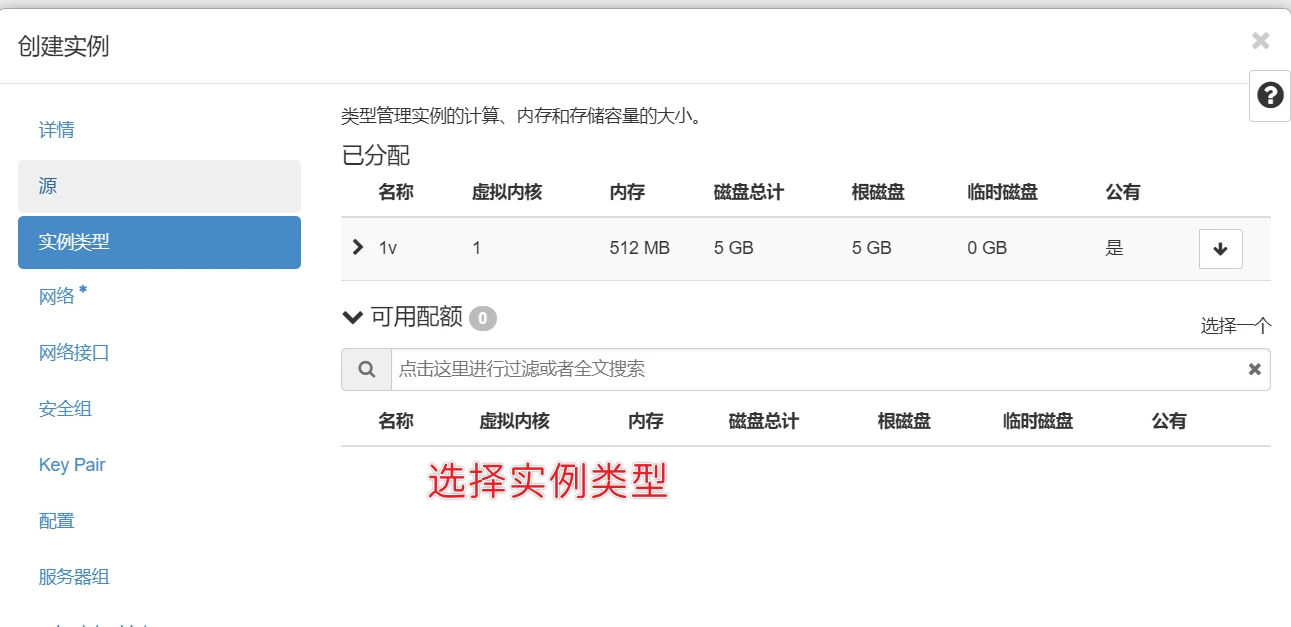 创建实例
详情
源
实例类型
网络 *
网络接口
安全组
Key Pair
配置
服务器组
类型管理实例的计算、内存和存储容量的大小。
已分配
名称 虚拟内核 内存 磁盘总计 根磁盘 临时磁盘 公有
1v 1 512 MB 5 GB 5 GB 0 GB 是
可用配额 0
选择一个
点击这里进行过滤或者全文搜索
名称 虚拟内核 内存 磁盘总计 根磁盘 临时磁盘 公有
选择实例类型